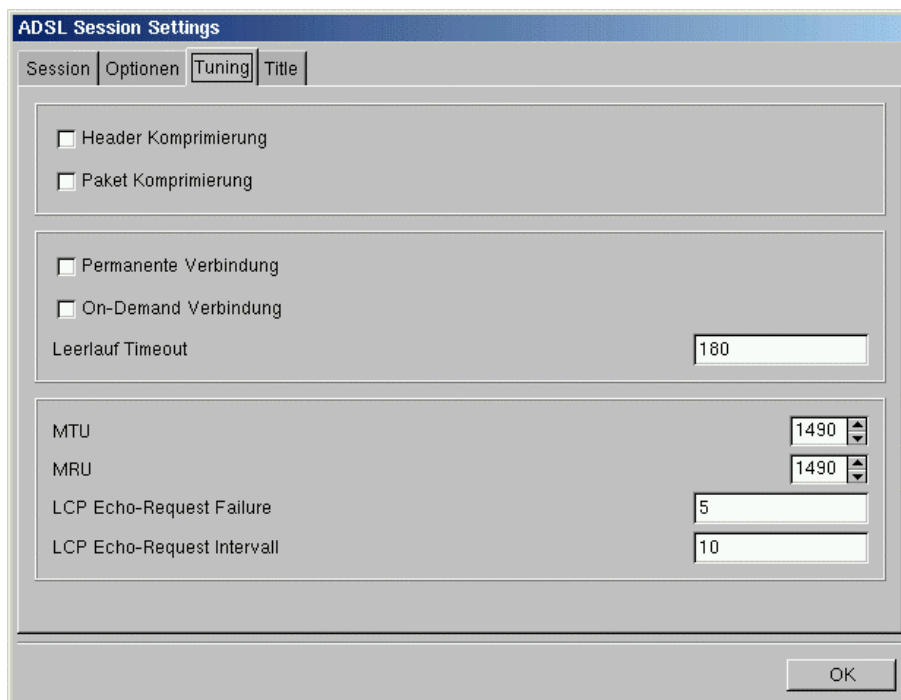 ADSL Session Settings
Session Optionen Tuning Title
Header Komprimierung
Paket Komprimierung
Permanente Verbindung
On-Demand Verbindung
Leerlauf Timeout 180
MTU 1490
MRU 1490
LCP Echo-Request Failure 5
LCP Echo-Request Intervall 10
OK